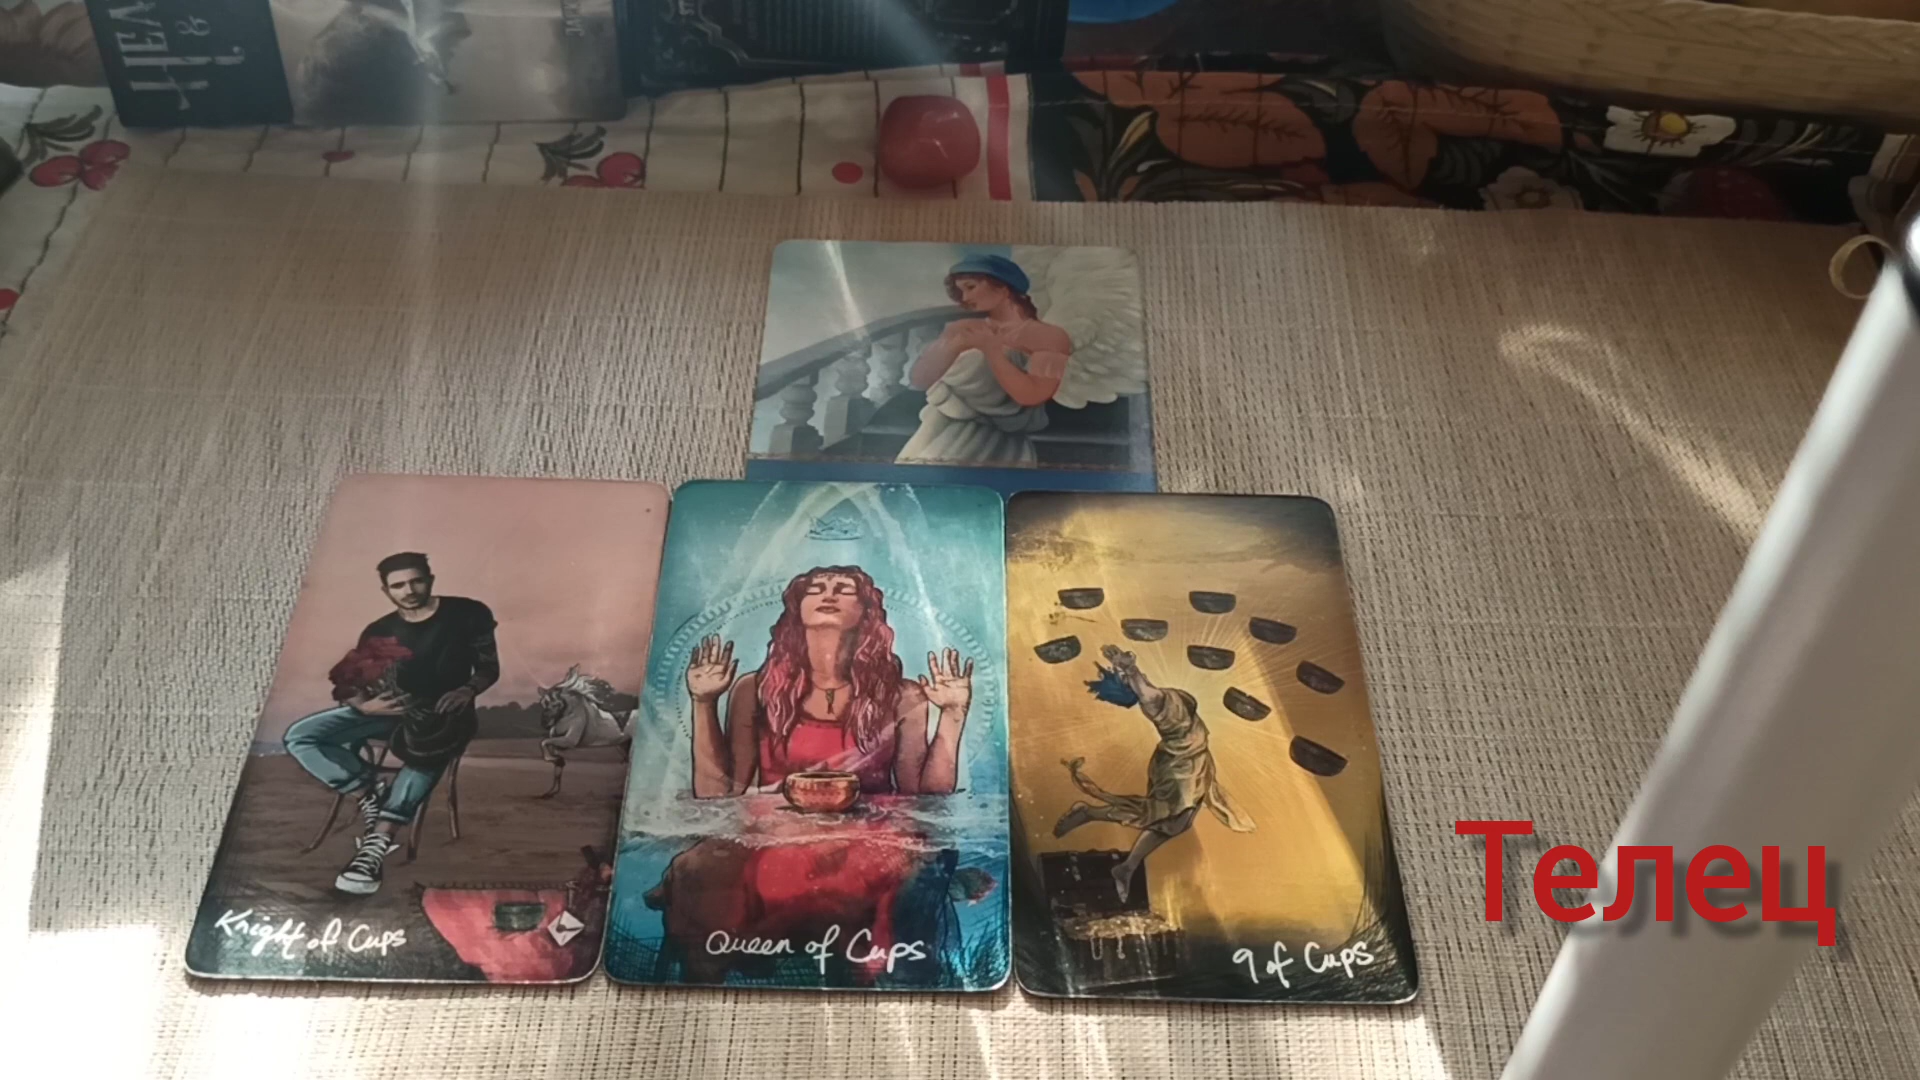 &
Knight of Cups
Queen of Cups
9 of Cups
Телец